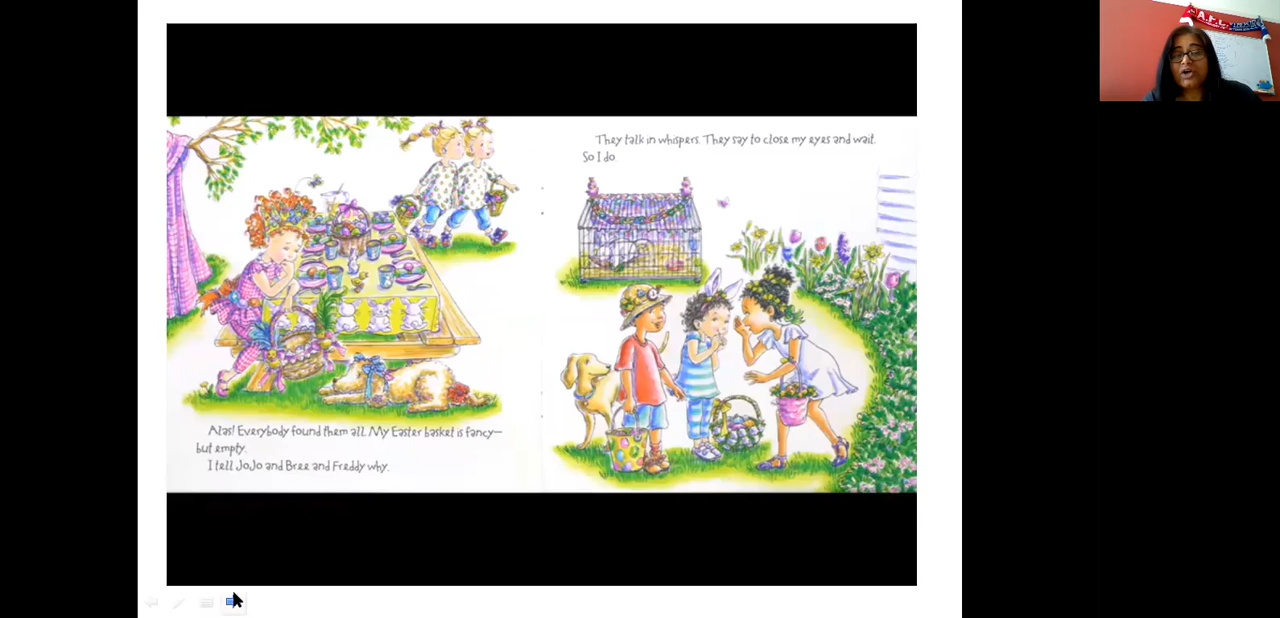 Alas! Everybody found them all. My Easter basket is fancy—
but empty.
I tell JoJo and Bree and Freddy why.
They talk in whispers. They say to close my eyes and wait.
So I do.
A.F.L.